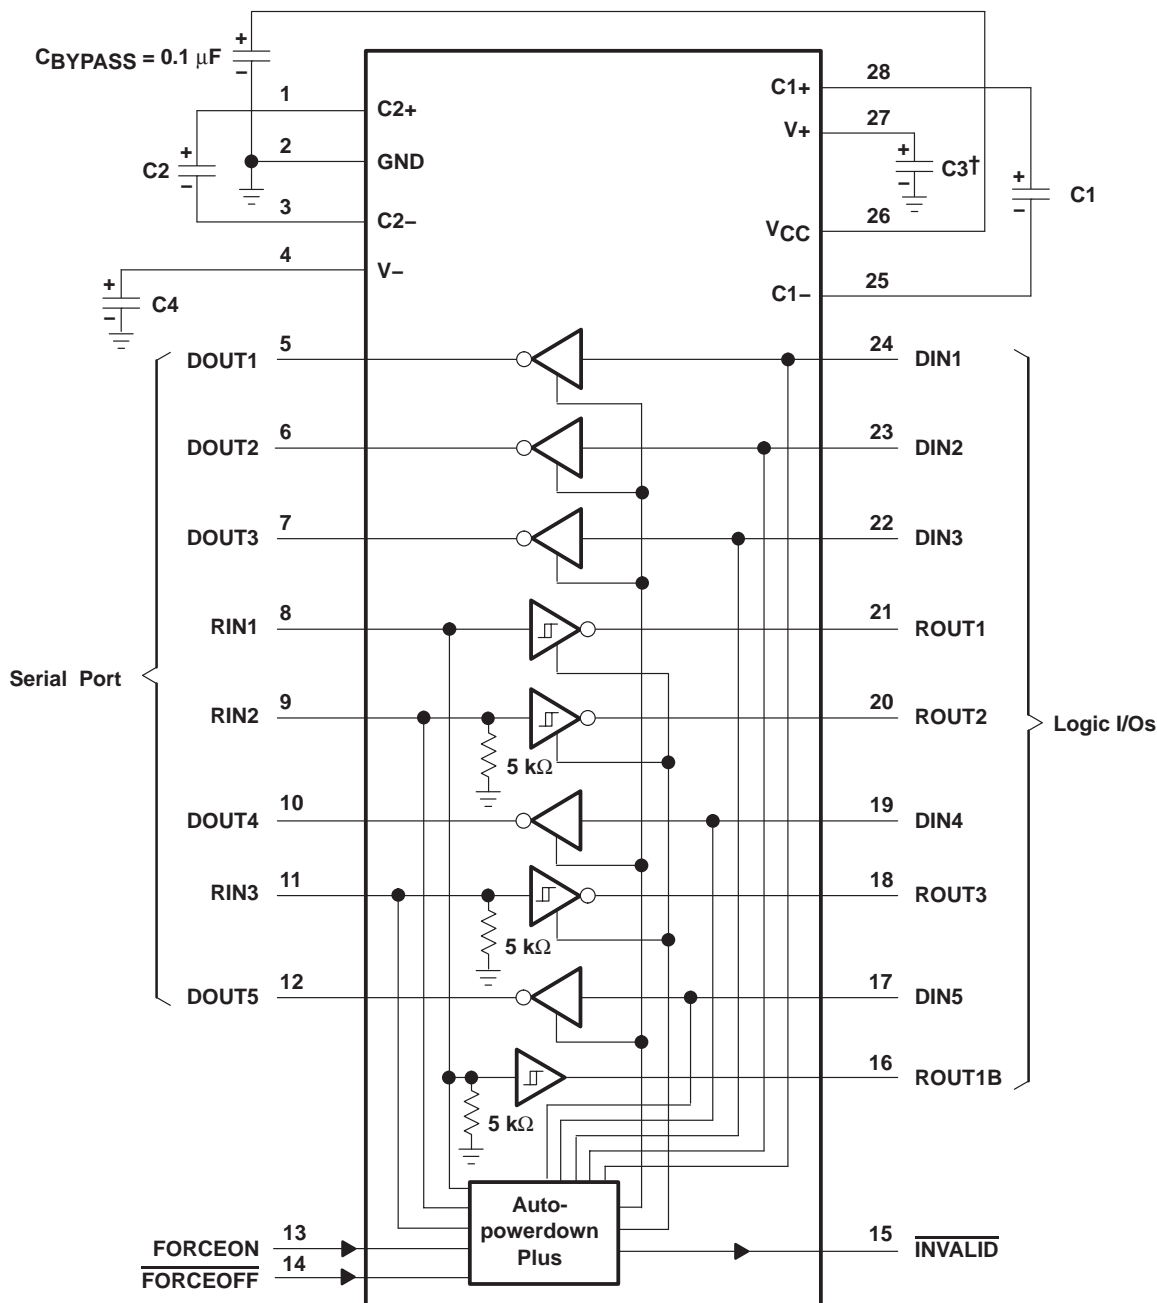 CBYPASS = 0.1 μF
+
−
1
C2+
C2
+
−
2
GND
3
C2−
4
V−
+
−
C4
28
C1+
27
V+
+
−
C3†
+
−
C1
26
VCC
25
C1−
DOUT1
5
24
DIN1
DOUT2
6
23
DIN2
DOUT3
7
22
DIN3
RIN1
8
21
ROUT1
Serial Port
RIN2
9
5 kΩ
20
ROUT2
Logic I/Os
DOUT4
10
19
DIN4
RIN3
11
5 kΩ
18
ROUT3
DOUT5
12
17
DIN5
5 kΩ
16
ROUT1B
Auto-
powerdown
Plus
FORCEON
13
FORCEOFF
14
15
INVALID